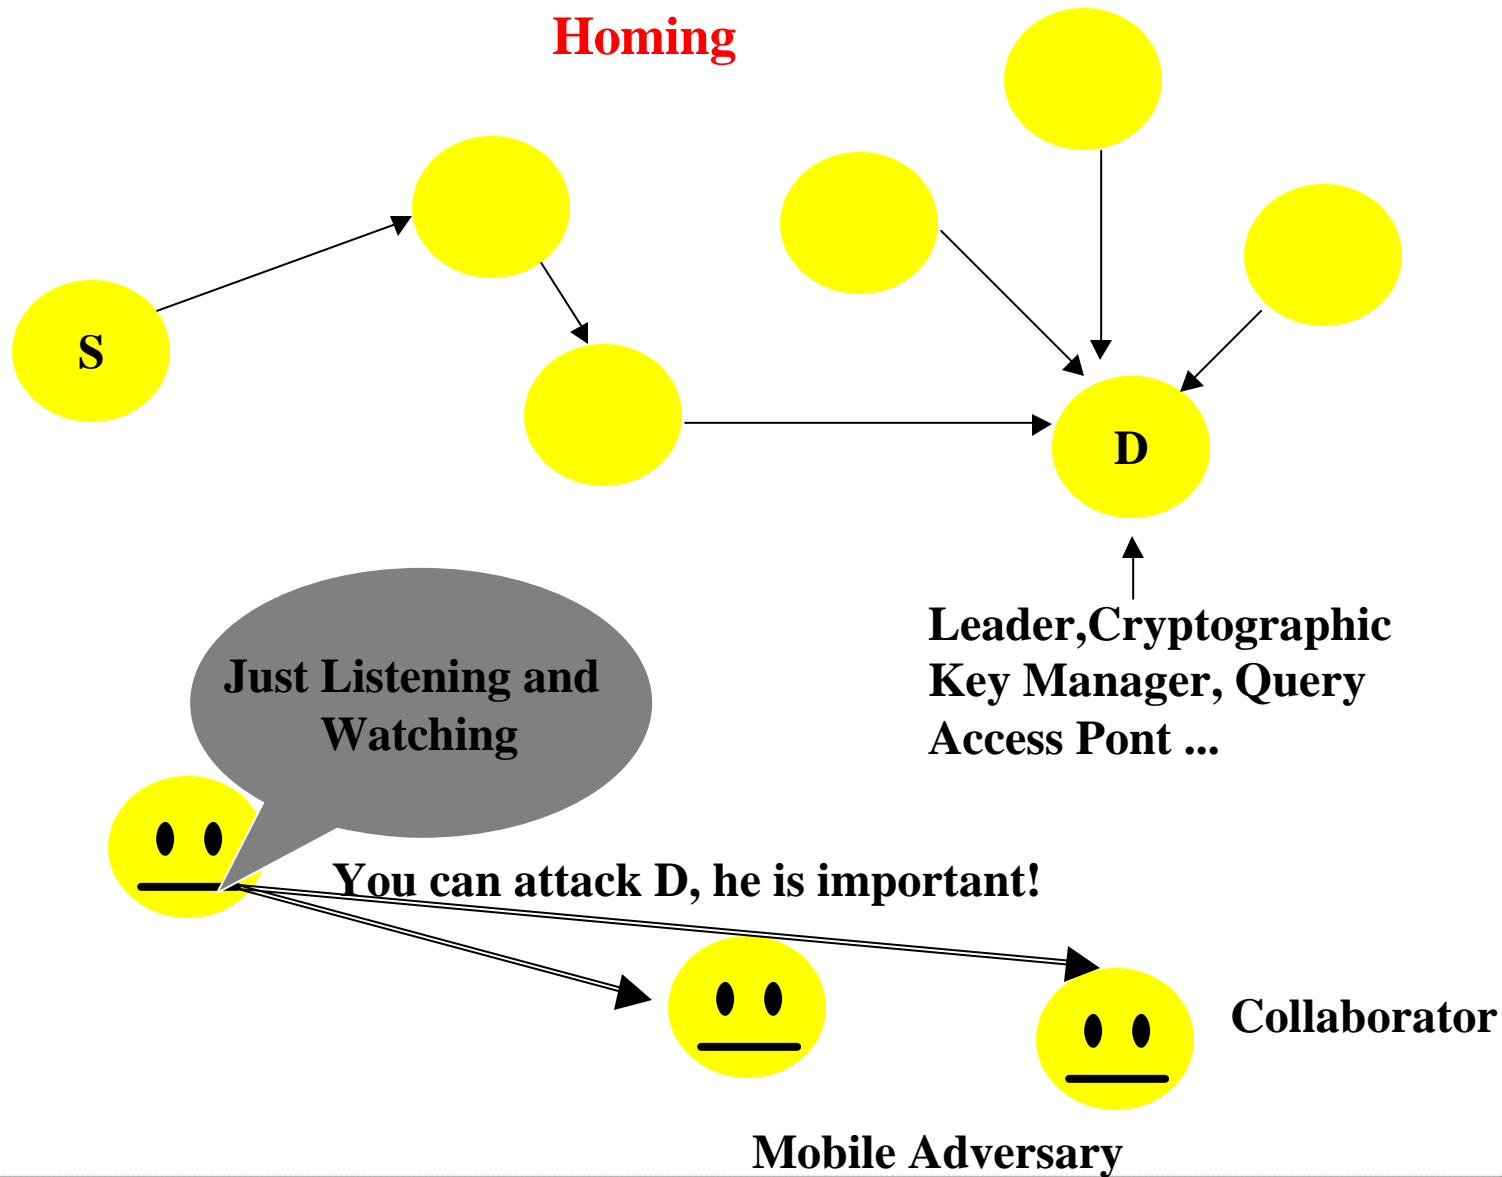 Homing
S
D
Leader,Cryptographic
Key Manager, Query
Access Pont ...
Just Listening and
Watching
You can attack D, he is important!
Collaborator
Mobile Adversary